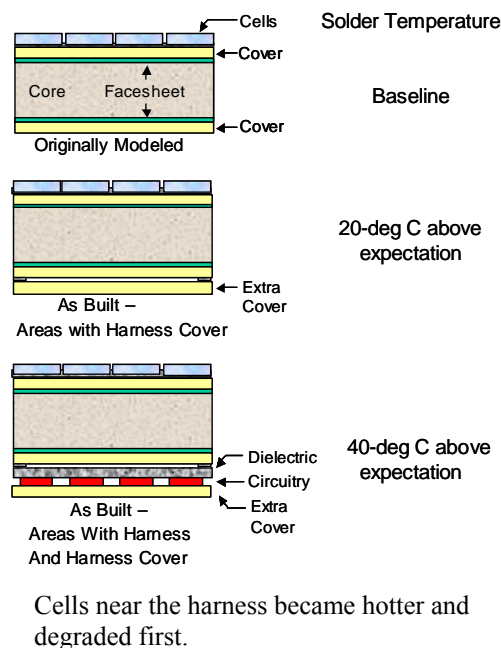 Cells
Solder Temperature
Cover
Core
Facesheet
Baseline
Cover
Originally Modeled
20-deg C above
expectation
Extra
Cover
As Built –
Areas with Harness Cover
Dielectric
40-deg C above
expectation
Circuitry
Extra
Cover
As Built –
Areas With Harness
And Harness Cover
Cells near the harness became hotter and
degraded first.